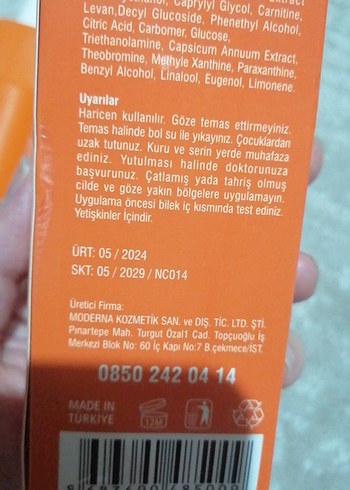 Caprylyl Glycol, Carnitine,
Levan,Decyl Glucoside, Phenethyl Alcohol,
Citric Acid, Carbomer, Glucose,
Triethanolamine, Capsicum Annuum Extract,
Theobromine, Methyle Xanthine, Paraxanthine,
Benzyl Alcohol, Linalool, Eugenol, Limonene.
Uyarılar
Haricen kullanılır. Göze temas ettirmeyiniz.
Temas halinde bol su ile yıkayınız. Çocuklardan
uzak tutunuz. Kuru ve serin yerde muhafaza
ediniz. Yutulması halinde doktorunuza
başvurunuz. Çatlamış yada tahriş olmuş
cilde ve göze yakın bölgelere uygulamayın.
Uygulama öncesi bilek iç kısmında test ediniz.
Yetişkinler İçindir.
ÜRT: 05 / 2024
SKT: 05 / 2029 / NC014
Üretici Firma:
MODERNA KOZMETİK SAN. ve DIŞ. TİC. LTD. ŞTİ.
Pınartepe Mah. Turgut Özal1 Cad. Topçuoğlu İş
Merkezi Blok No: 60 İç Kapı No:7 B.çekmece/İST.
0850 242 04 14
MADE IN
TÜRKİYE
12M